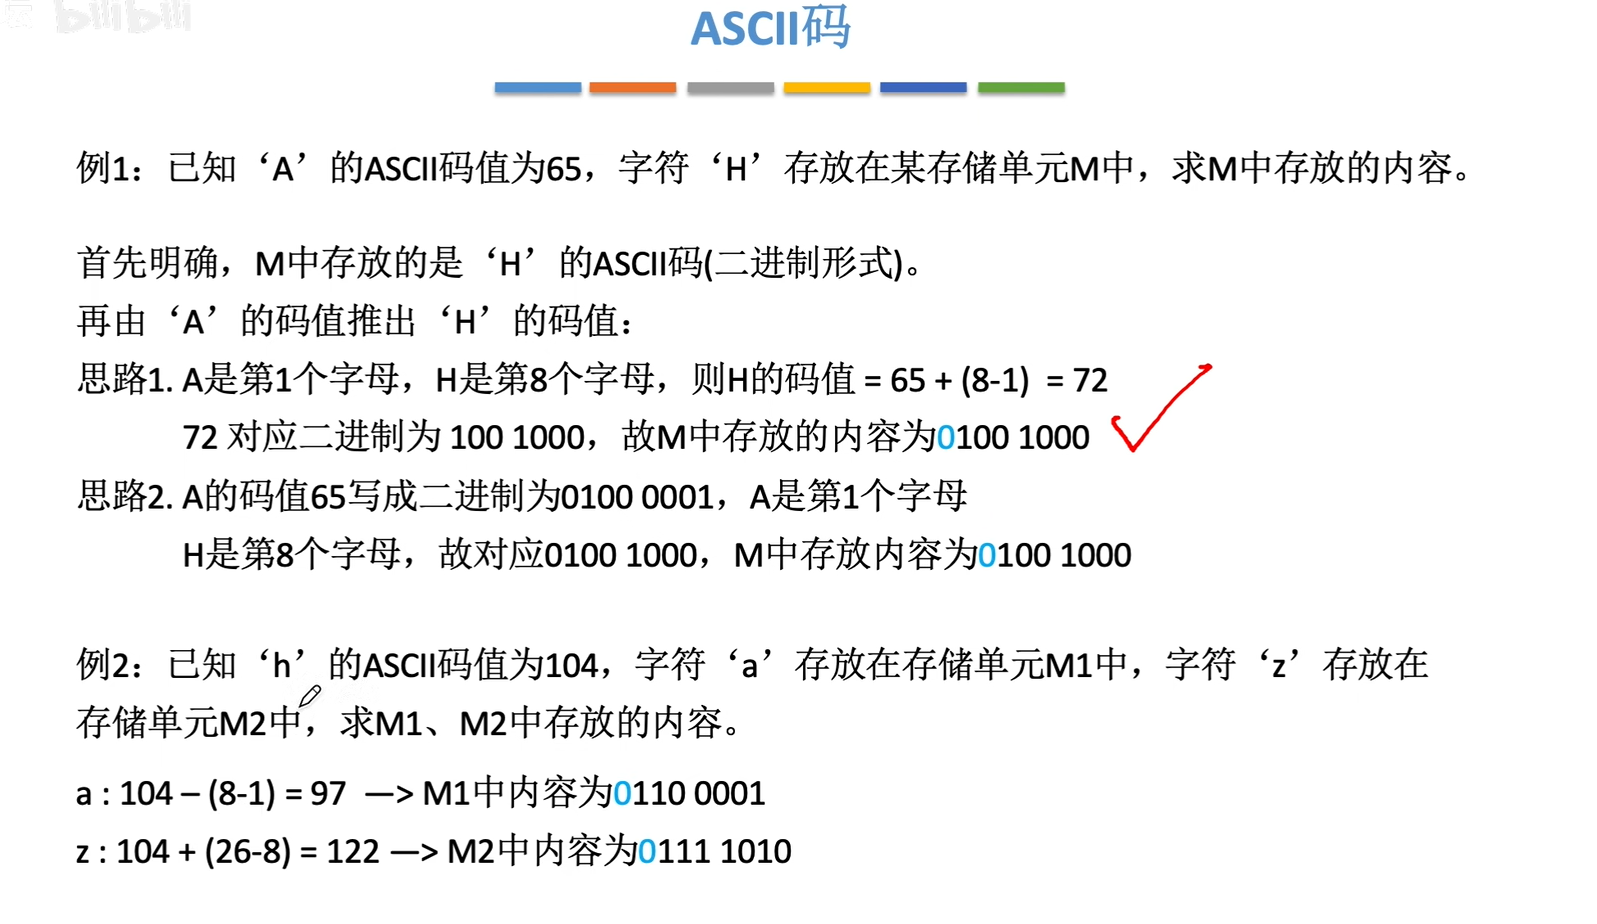 bilibili
ASCII码
例1：已知‘A’的ASCII码值为65，字符‘H’存放在某存储单元M中，求M中存放的内容。
首先明确，M中存放的是‘H’的ASCII码(二进制形式)。
再由‘A’的码值推出‘H’的码值：
思路1. A是第1个字母，H是第8个字母，则H的码值 = 65 + (8-1) = 72
72 对应二进制为 100 1000，故M中存放的内容为0100 1000
思路2. A的码值65写成二进制为0100 0001，A是第1个字母
H是第8个字母，故对应0100 1000，M中存放内容为0100 1000
例2：已知‘h’的ASCII码值为104，字符‘a’存放在存储单元M1中，字符‘z’存放在
存储单元M2中，求M1、M2中存放的内容。
a : 104 – (8-1) = 97 —> M1中内容为0110 0001
z : 104 + (26-8) = 122 —> M2中内容为0111 1010